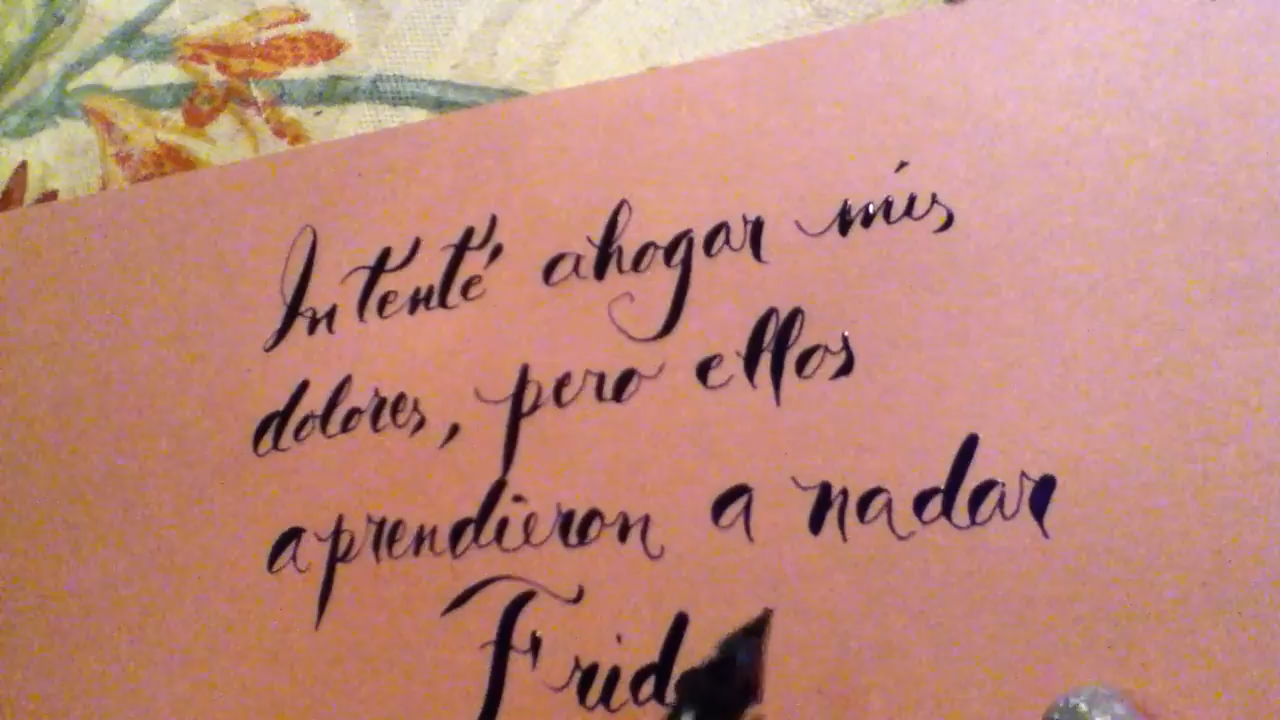 Intenté ahogar mis
dolores, pero ellos
aprendieron a nadar
Frid